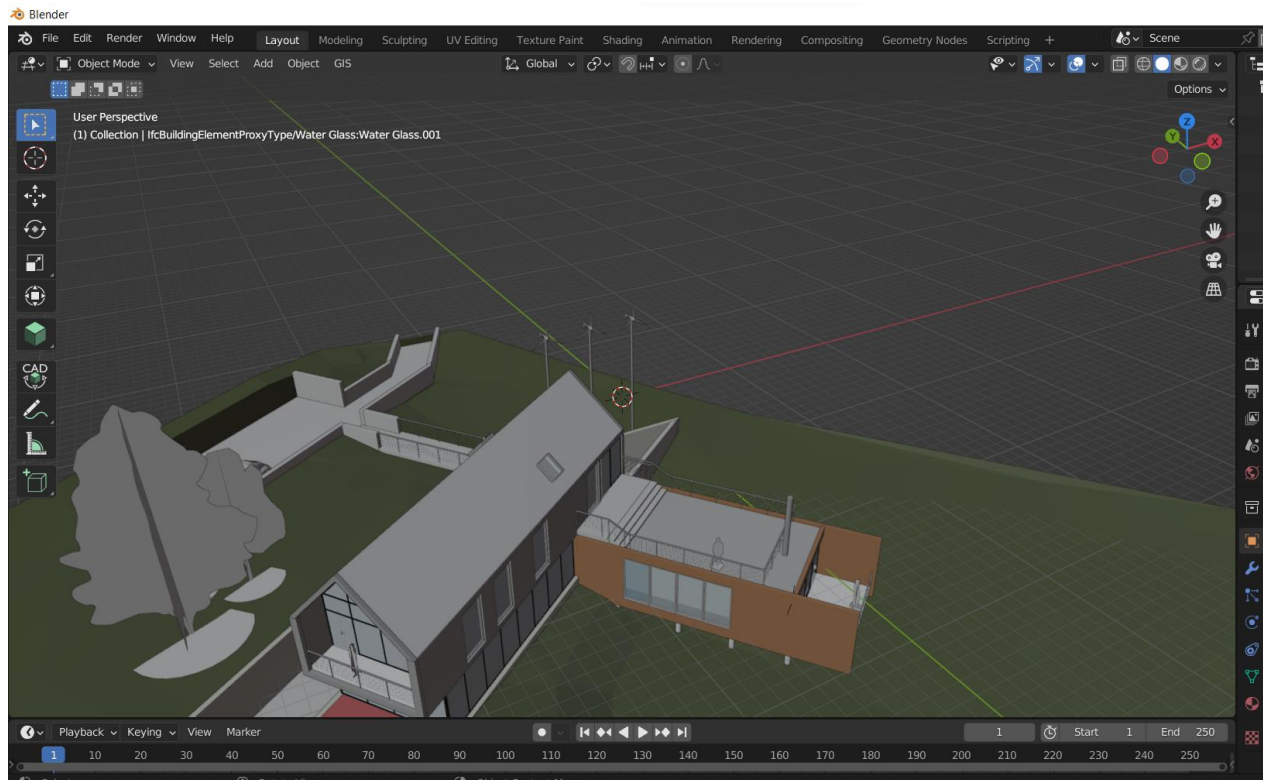 Blender
File Edit Render Window Help Layout Modeling Sculpting UV Editing Texture Paint Shading Animation Rendering Compositing Geometry Nodes Scripting + Scene
Object Mode View Select Add Object GIS Global
Options
User Perspective
(1) Collection | IfcBuildingElementProxyType/Water Glass:Water Glass.001
Z
Y
X
CAD
Playback Keying View Marker 1 Start 1 End 250
1 10 20 30 40 50 60 70 80 90 100 110 120 130 140 150 160 170 180 190 200 210 220 230 240 250